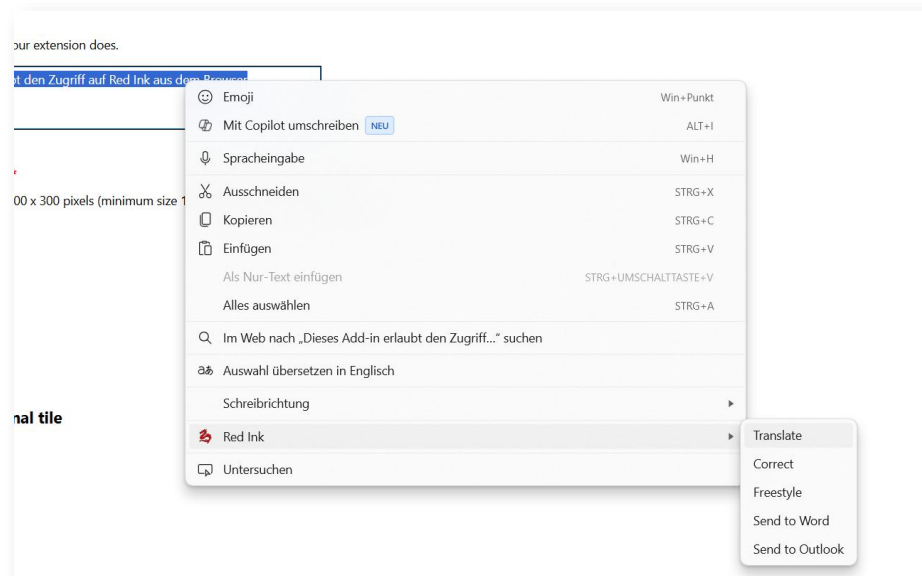 our extension does.
den Zugriff auf Red Ink aus dem Browser
*
00 x 300 pixels (minimum size 1
nal tile
Emoji Win+Punkt
Mit Copilot umschreiben NEU ALT+I
Spracheingabe Win+H
Ausschneiden STRG+X
Kopieren STRG+C
Einfügen STRG+V
Als Nur-Text einfügen STRG+UMSCHALTTASTE+V
Alles auswählen STRG+A
Im Web nach „Dieses Add-in erlaubt den Zugriff...“ suchen
Auswahl übersetzen in Englisch
Schreibrichtung
Red Ink
Untersuchen
Translate
Correct
Freestyle
Send to Word
Send to Outlook